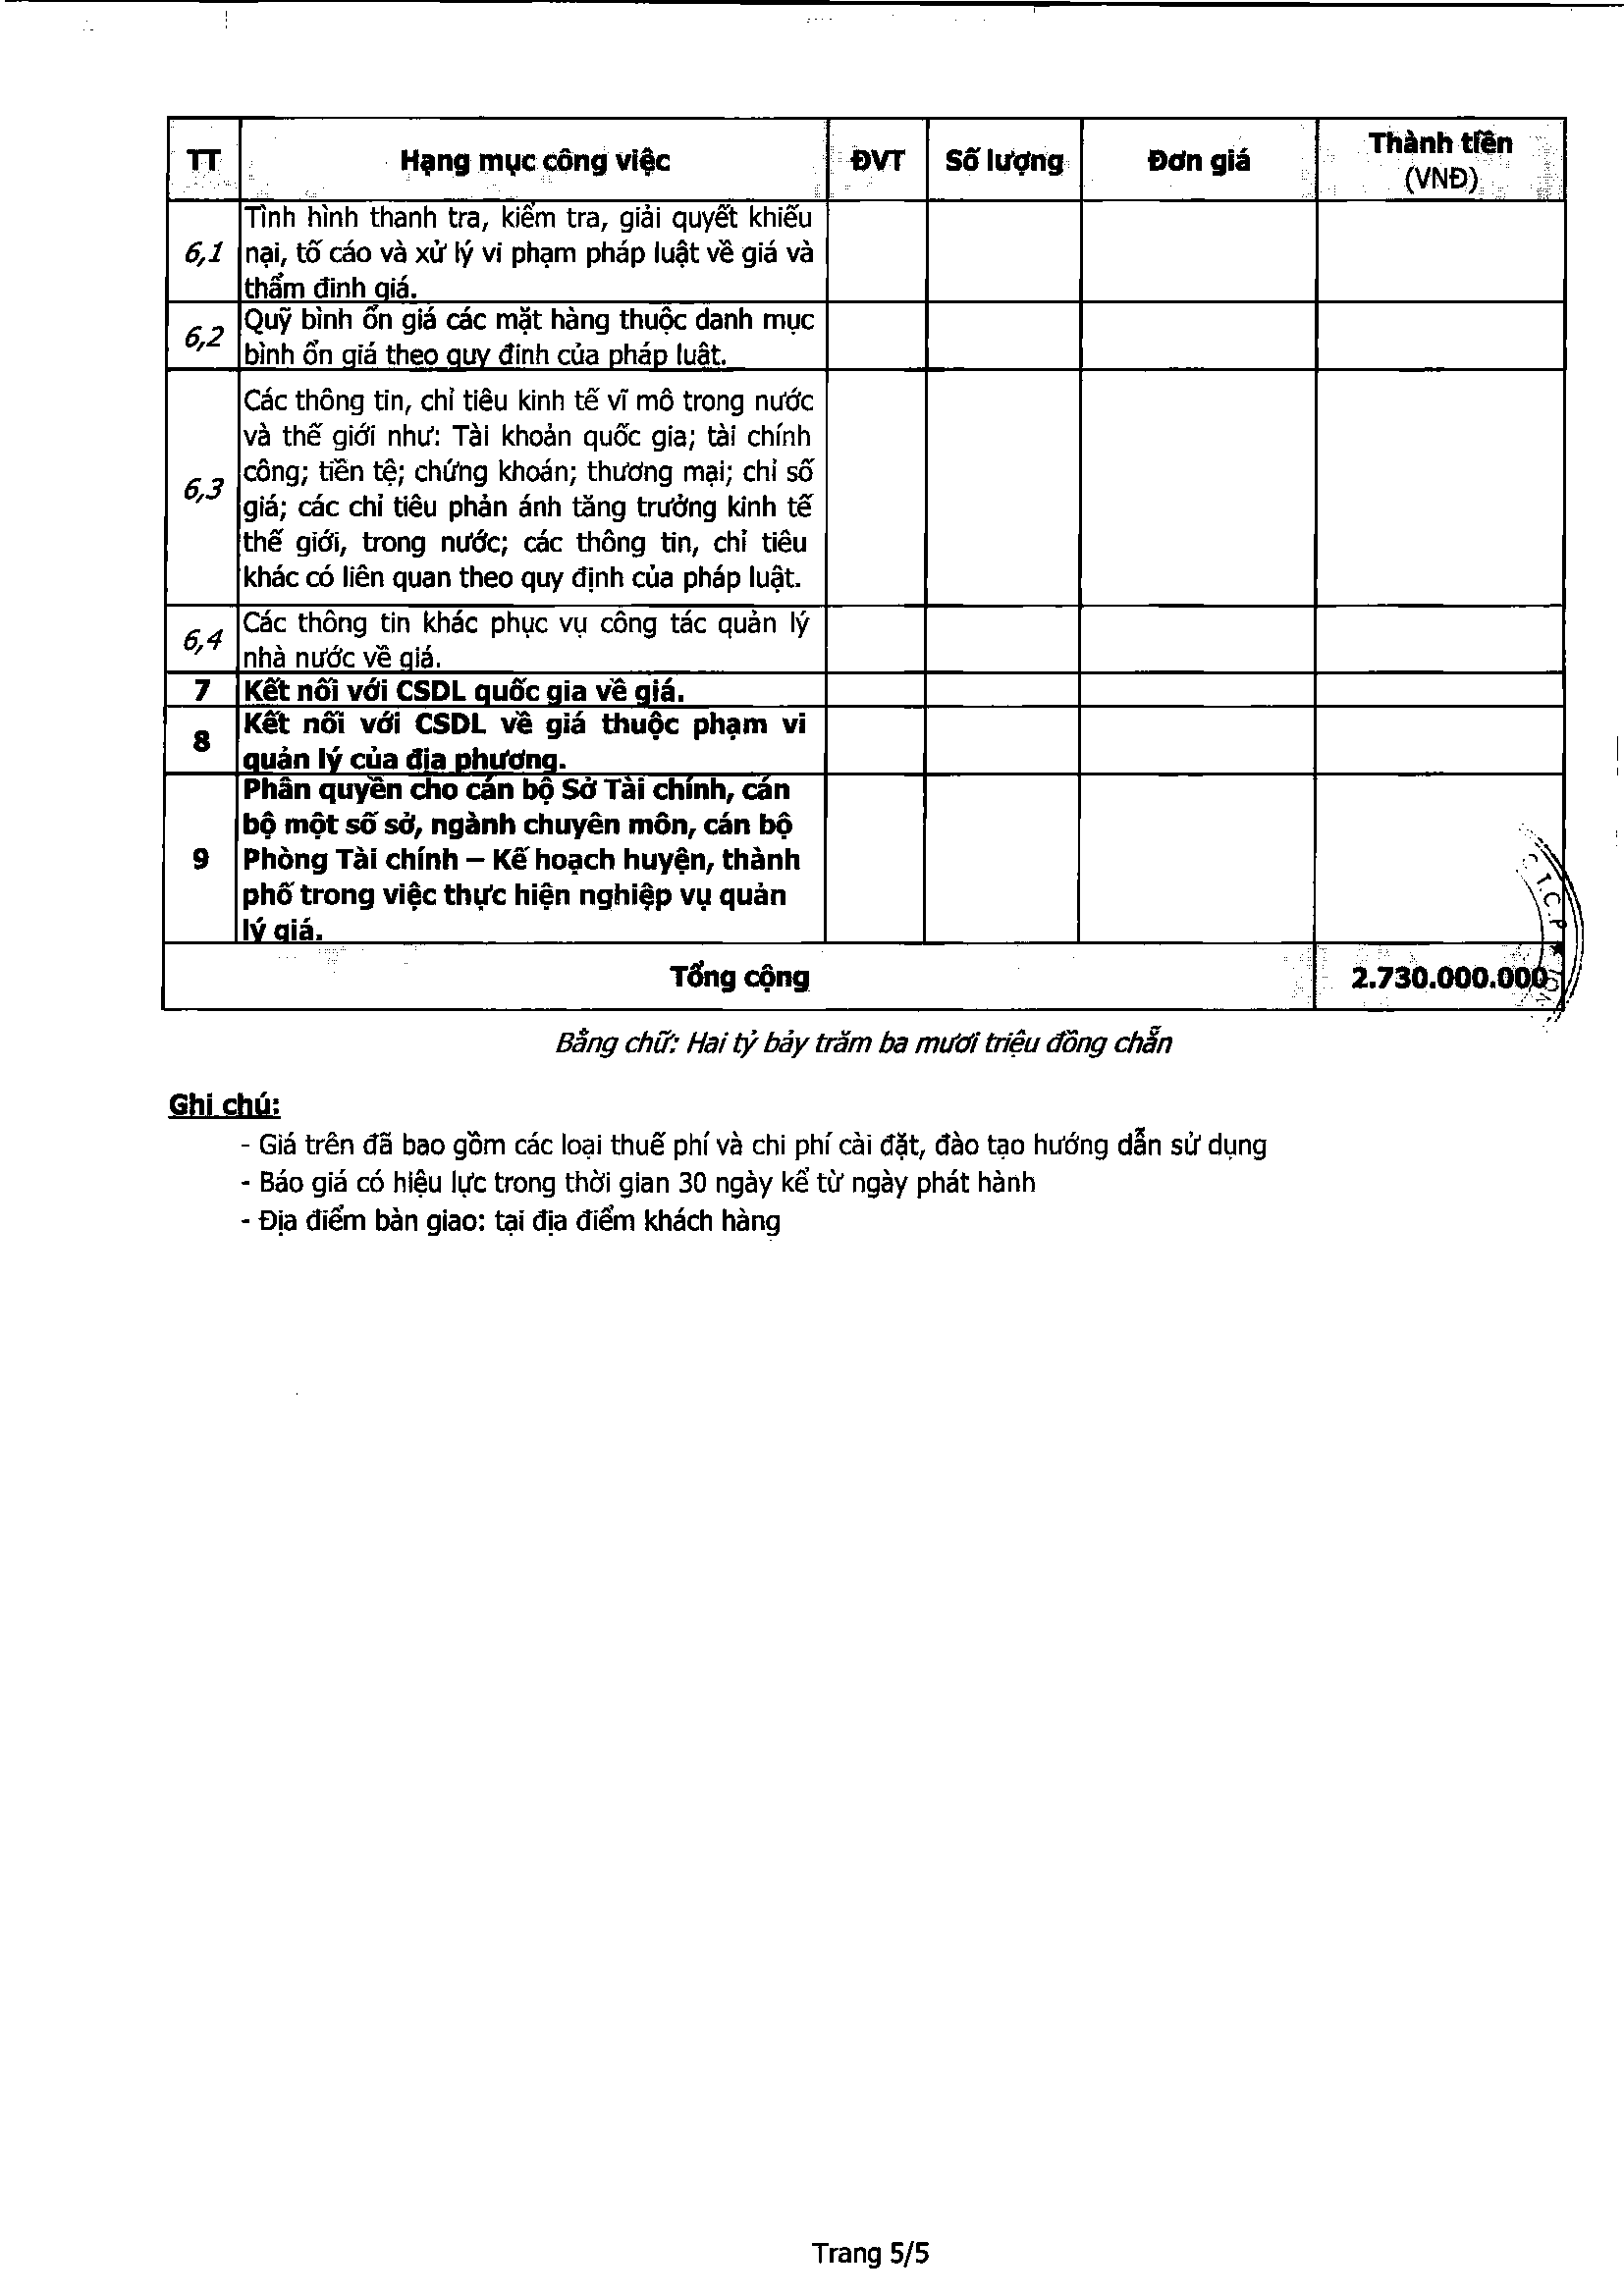 TT Hạng mục công việc ĐVT Số lượng Đơn giá Thành tiền
(VNĐ)
Tình hình thanh tra, kiểm tra, giải quyết khiếu
6,1 nại, tố cáo và xử lý vi phạm pháp luật về giá và
thẩm định giá.
6,2 Quỹ bình ổn giá các mặt hàng thuộc danh mục
bình ổn giá theo quy định của pháp luật.
Các thông tin, chỉ tiêu kinh tế vĩ mô trong nước
và thế giới như: Tài khoản quốc gia; tài chính
công; tiền tệ; chứng khoán; thương mại; chỉ số
6,3 giá; các chỉ tiêu phản ánh tăng trưởng kinh tế
thế giới, trong nước; các thông tin, chỉ tiêu
khác có liên quan theo quy định của pháp luật.
6,4 Các thông tin khác phục vụ công tác quản lý
nhà nước về giá.
7 Kết nối với CSDL quốc gia về giá.
8 Kết nối với CSDL về giá thuộc phạm vi
quản lý của địa phương.
Phân quyền cho cán bộ Sở Tài chính, cán
bộ một số sở, ngành chuyên môn, cán bộ
9 Phòng Tài chính – Kế hoạch huyện, thành
phố trong việc thực hiện nghiệp vụ quản
lý giá.
Tổng cộng 2.730.000.000
Bằng chữ: Hai tỷ bảy trăm ba mươi triệu đồng chẵn
Ghi chú:
- Giá trên đã bao gồm các loại thuế phí và chi phí cài đặt, đào tạo hướng dẫn sử dụng
- Báo giá có hiệu lực trong thời gian 30 ngày kể từ ngày phát hành
- Địa điểm bàn giao: tại địa điểm khách hàng
T.C.P
Trang 5/5